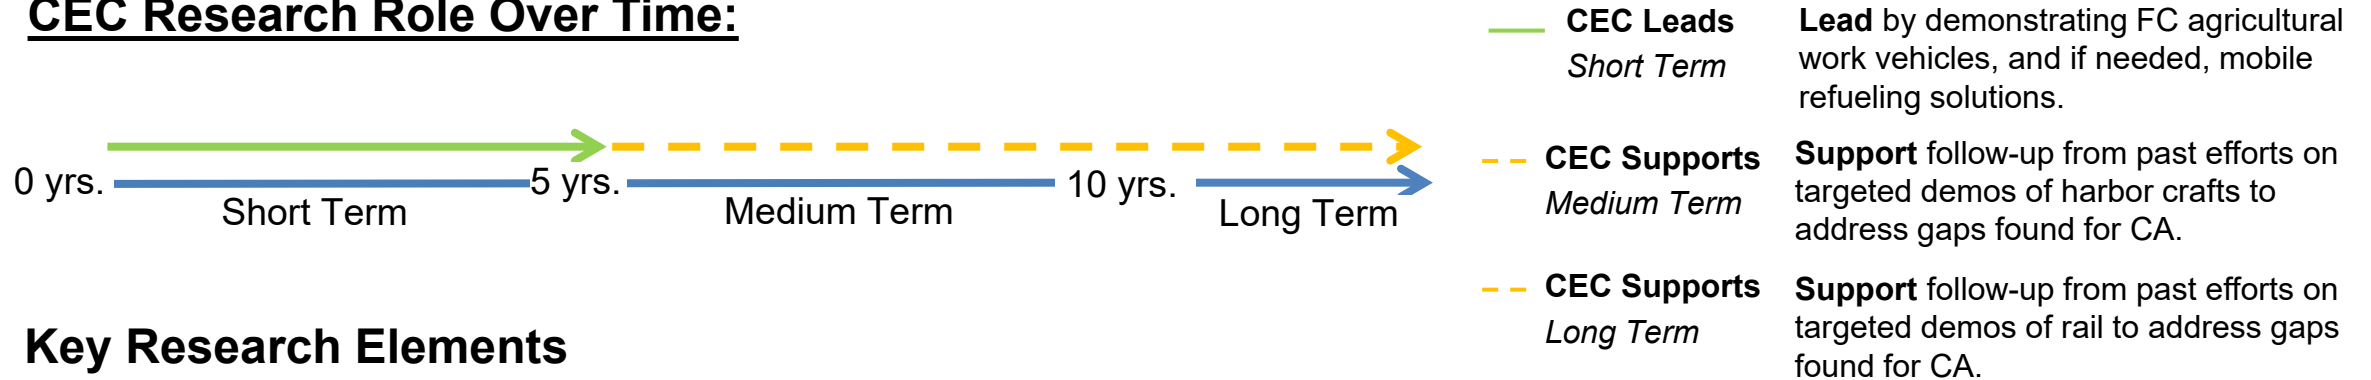 CEC Research Role Over Time:
0 yrs.
5 yrs.
10 yrs.
Short Term
Medium Term
Long Term
CEC Leads
Short Term
Lead by demonstrating FC agricultural
work vehicles, and if needed, mobile
refueling solutions.
CEC Supports
Medium Term
Support follow-up from past efforts on
targeted demos of harbor crafts to
address gaps found for CA.
CEC Supports
Long Term
Support follow-up from past efforts on
targeted demos of rail to address gaps
found for CA.
Key Research Elements